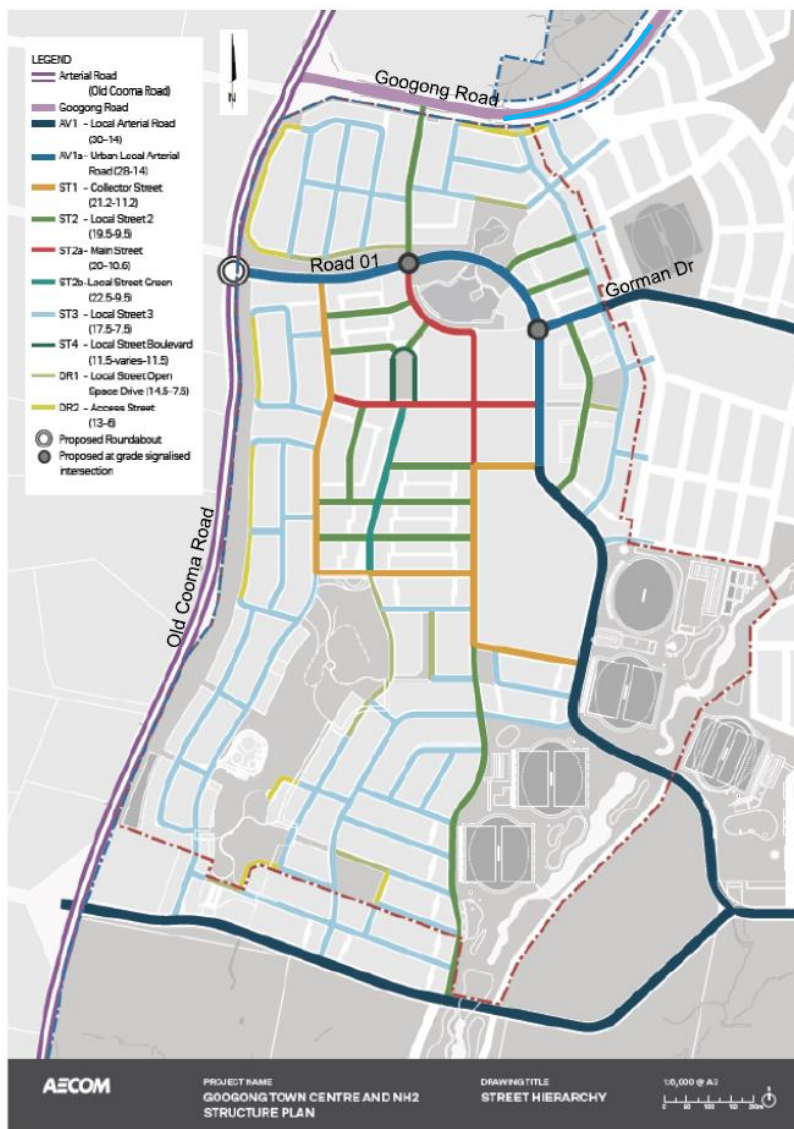 LEGEND
Arterial Road
(Old Cooma Road)
Googong Road
AV1 - Local Arterial Road
(30-14)
AV1a - Urban Local Arterial
Road (28-14)
ST1 - Collector Street
(21.2-11.2)
ST2 - Local Street 2
(19.5-9.5)
ST2a - Main Street
(20-10.6)
ST2b - Local Street Green
(22.5-9.5)
ST3 - Local Street 3
(17.5-7.5)
ST4 - Local Street Boulevard
(11.5-varies-11.5)
DR1 - Local Street Open
Space Drive (14.5-7.5)
DR2 - Access Street
(13-6)
Proposed Roundabout
Proposed at grade signalised
intersection
N
Googong Road
Road 01
Gorman Dr
Old Cooma Road
AECOM
PROJECT NAME
GOOGONG TOWN CENTRE AND NH2
STRUCTURE PLAN
DRAWING TITLE
STREET HIERARCHY
0 50 100